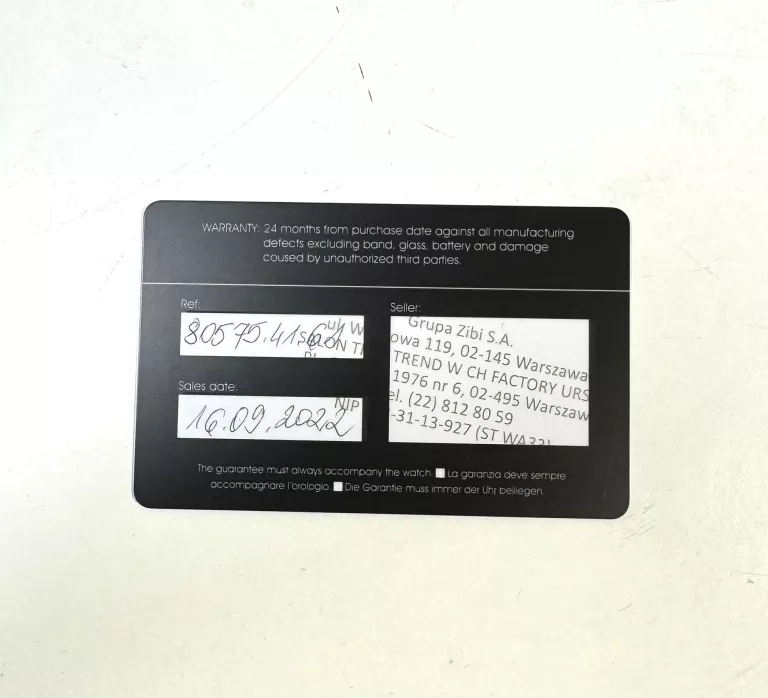 WARRANTY: 24 months from purchase date against all manufacturing
defects excluding band, glass, battery and damage
coused by unauthorized third parties.
Ref:
80575.41.
ul W
ON T
Seller:
Grupa Zibi S.A.
owa 119, 02-145 Warszawa
TREND W CH FACTORY URS
1976 nr 6, 02-495 Warszaw
el. (22) 812 80 59
-31-13-927 (ST WA33)
Sales date:
NIP
16.09.2022
The guarantee must always accompany the watch. La garanzia deve sempre
accompagnare l'orologio. Die Garantie muss immer der Uhr beiliegen.